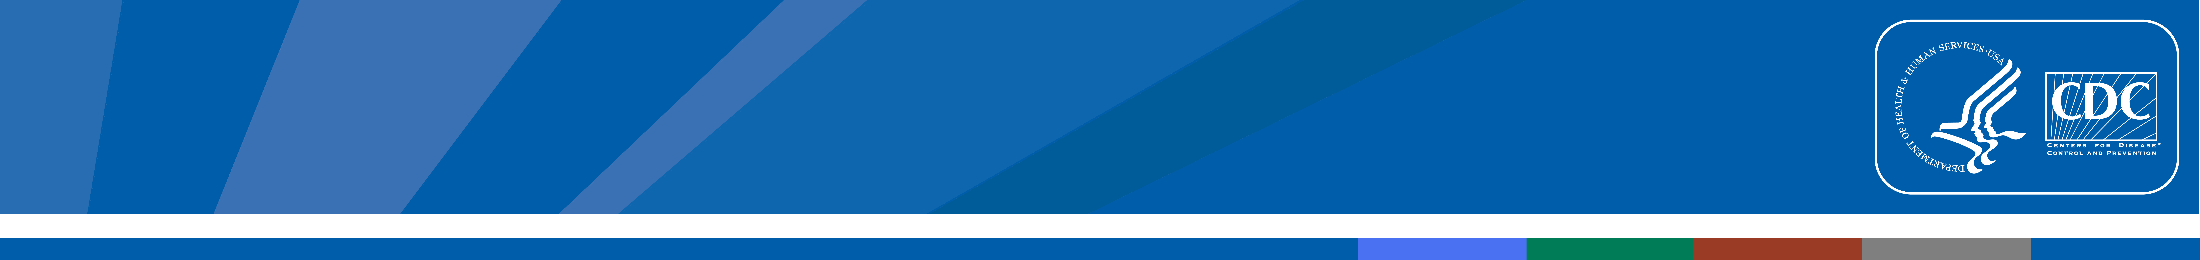 DEPARTMENT OF HEALTH & HUMAN SERVICES • USA
CDC
CENTERS FOR DISEASE
CONTROL AND PREVENTION